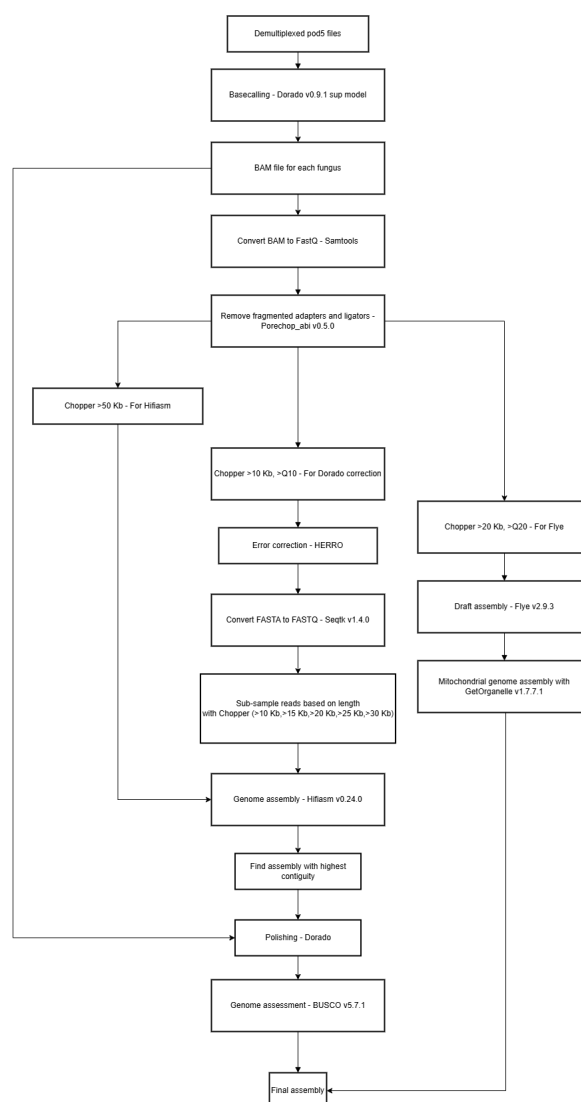 Demultiplexed pod5 files
Basecalling - Dorado v0.9.1 sup model
BAM file for each fungus
Convert BAM to FastQ - Samtools
Remove fragmented adapters and ligators -
Porechop_abi v0.5.0
Chopper >50 Kb - For Hifiasm
Chopper >10 Kb, >Q10 - For Dorado correction
Chopper >20 Kb, >Q20 - For Flye
Error correction - HERRO
Draft assembly - Flye v2.9.3
Convert FASTA to FASTQ - Seqtk v1.4.0
Mitochondrial genome assembly with
GetOrganelle v1.7.7.1
Sub-sample reads based on length
with Chopper (>10 Kb,>15 Kb,>20 Kb,>25 Kb,>30 Kb)
Genome assembly - Hifiasm v0.24.0
Find assembly with highest
contiguity
Polishing - Dorado
Genome assessment - BUSCO v5.7.1
Final assembly